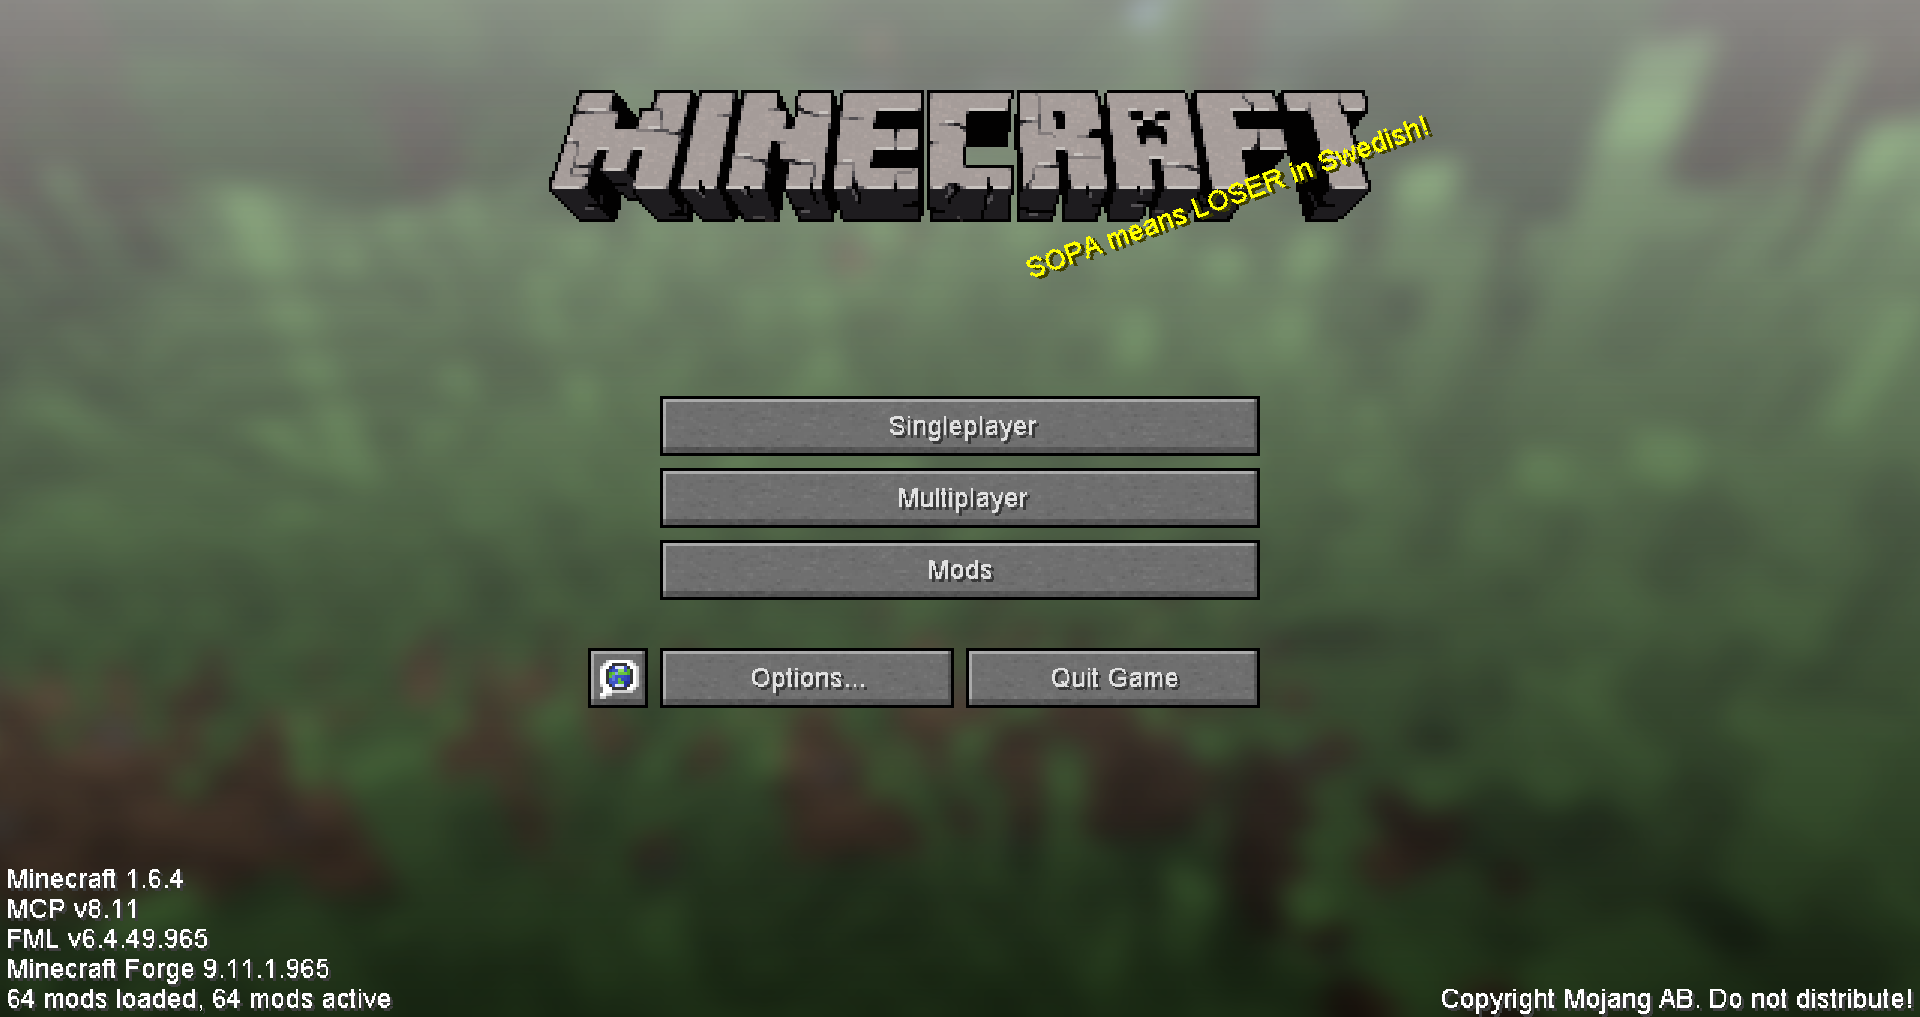 MINECRAFT
SOPA means LOSER in Swedish!
Singleplayer
Multiplayer
Mods
Options...
Quit Game
Minecraft 1.6.4
MCP v8.11
FML v6.4.49.965
Minecraft Forge 9.11.1.965
64 mods loaded, 64 mods active
Copyright Mojang AB. Do not distribute!